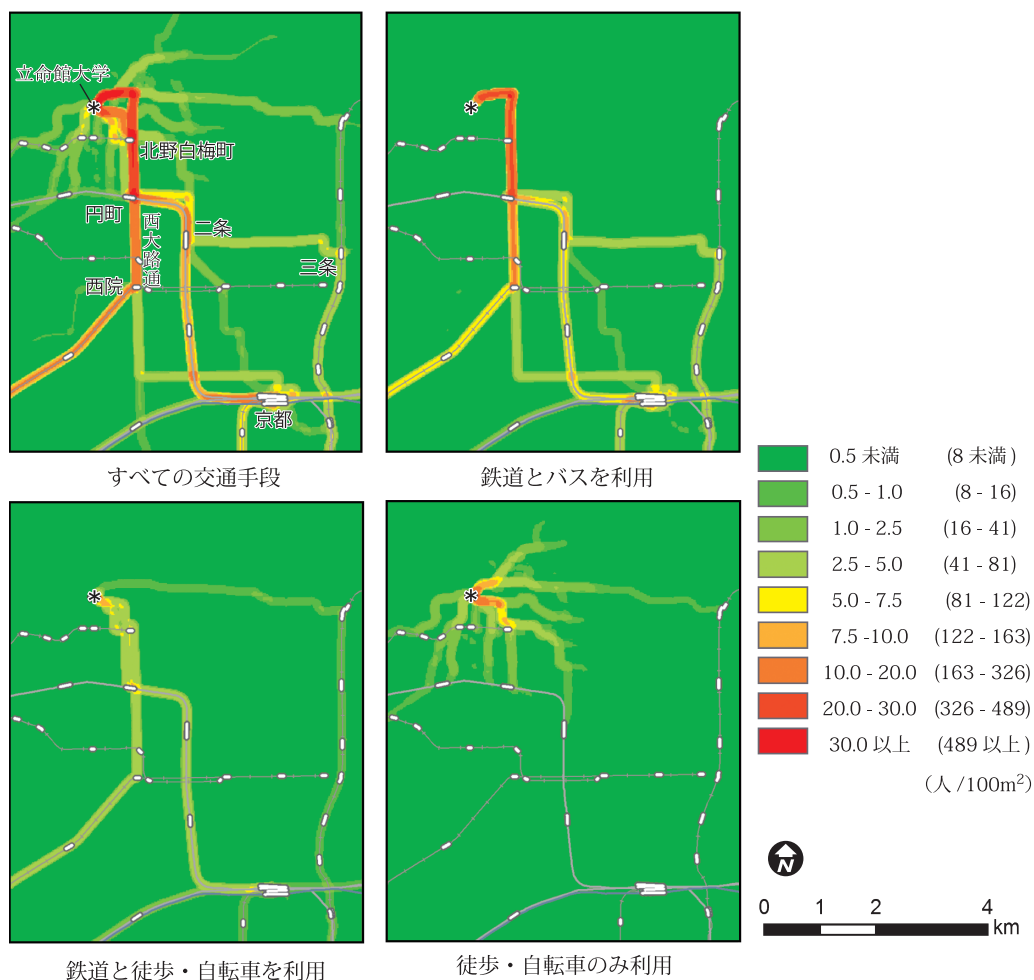 立命館大学
*
北野白梅町
円町
西大路通
二条
三条
西院
京都
すべての交通手段
*
鉄道とバスを利用
*
鉄道と徒歩・自転車を利用
*
徒歩・自転車のみ利用
0.5 未満 (8 未満 )
0.5 - 1.0 (8 - 16)
1.0 - 2.5 (16 - 41)
2.5 - 5.0 (41 - 81)
5.0 - 7.5 (81 - 122)
7.5 -10.0 (122 - 163)
10.0 - 20.0 (163 - 326)
20.0 - 30.0 (326 - 489)
30.0 以上 (489 以上 )
(人 /100m²)
N
0 1 2 4
km